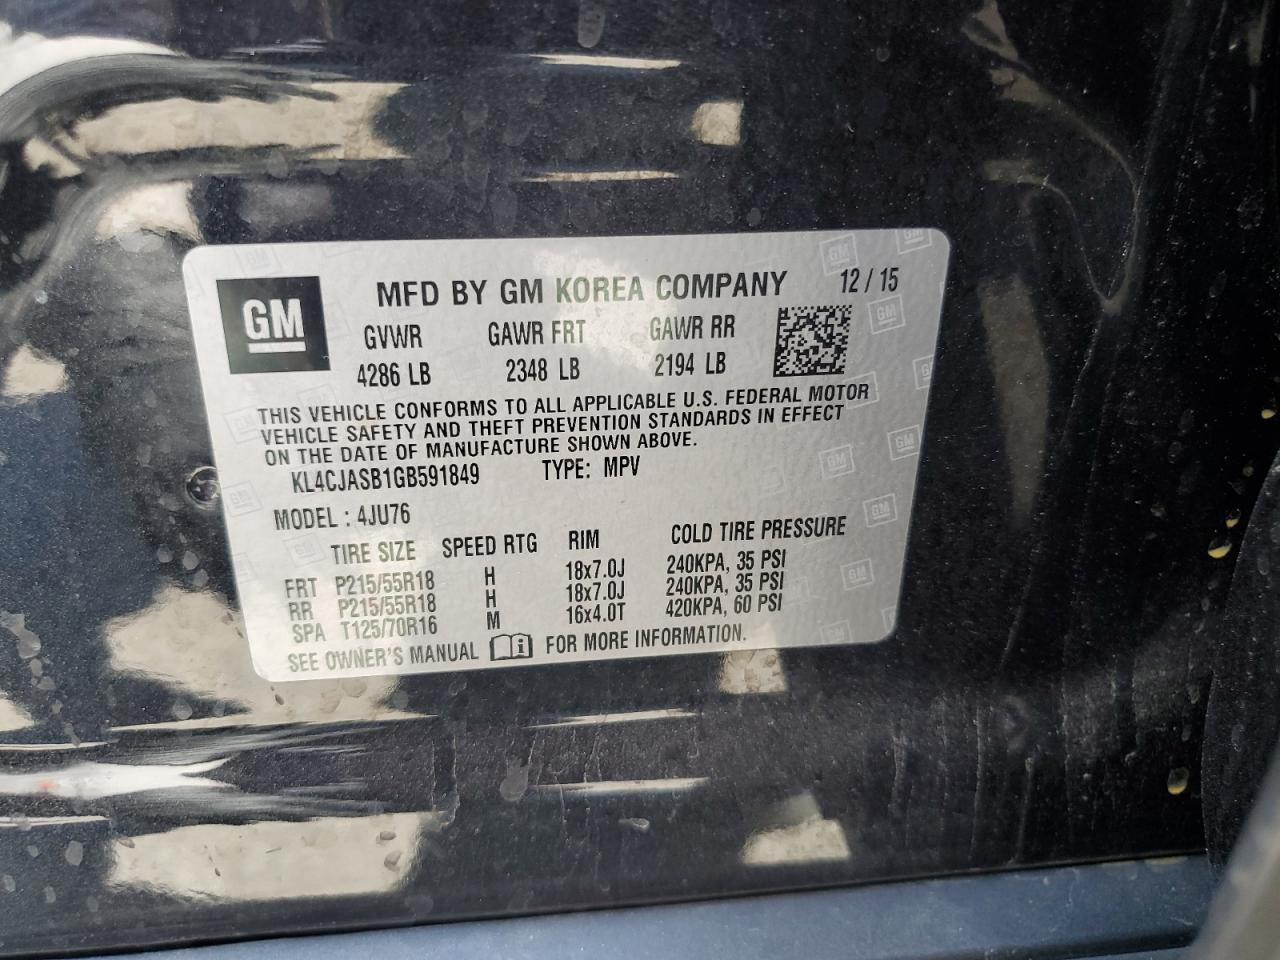 GM
MFD BY GM KOREA COMPANY 12 / 15
GVWR GAWR FRT GAWR RR
4286 LB 2348 LB 2194 LB
THIS VEHICLE CONFORMS TO ALL APPLICABLE U.S. FEDERAL MOTOR
VEHICLE SAFETY AND THEFT PREVENTION STANDARDS IN EFFECT
ON THE DATE OF MANUFACTURE SHOWN ABOVE.
KL4CJASB1GB591849 TYPE: MPV
MODEL : 4JU76
TIRE SIZE SPEED RTG RIM COLD TIRE PRESSURE
FRT P215/55R18 H 18x7.0J 240KPA, 35 PSI
RR P215/55R18 H 18x7.0J 240KPA, 35 PSI
SPA T125/70R16 M 16x4.0T 420KPA, 60 PSI
SEE OWNER'S MANUAL i FOR MORE INFORMATION.